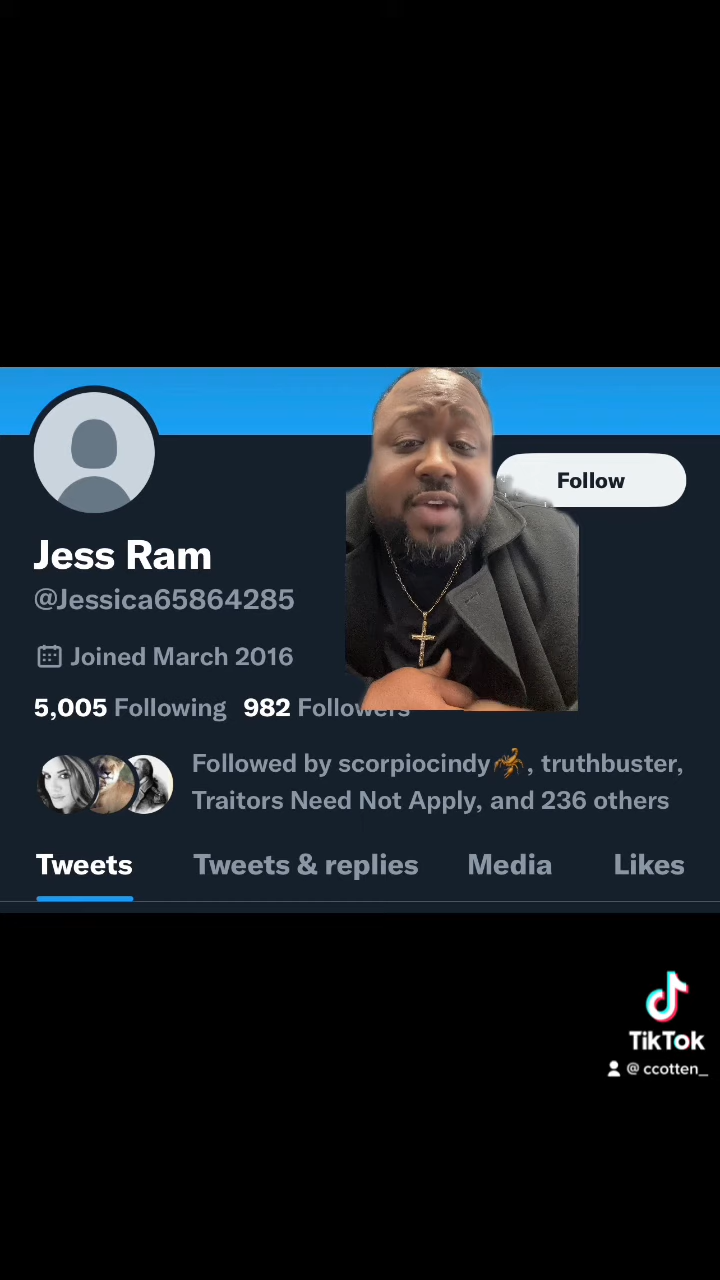 Follow
Jess Ram
@Jessica65864285
Joined March 2016
5,005 Following 982 Followers
Followed by scorpiocindy🦂, truthbuster,
Traitors Need Not Apply, and 236 others
Tweets Tweets & replies Media Likes
TikTok
@ ccotten_